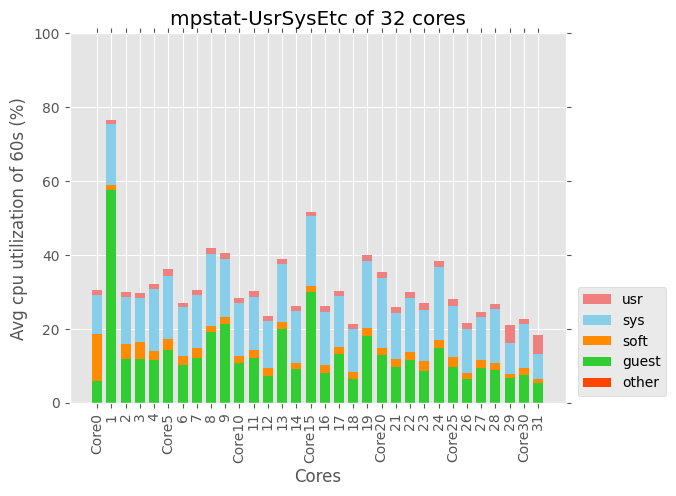 mpstat-UsrSysEtc of 32 cores
100
80
60
40
20
0
Avg cpu utilization of 60s (%)
Core0
1
2
3
4
Core5
6
7
8
9
Core10
11
12
13
14
Core15
16
17
18
19
Core20
21
22
23
24
Core25
26
27
28
29
Core30
31
Cores
usr
sys
soft
guest
other